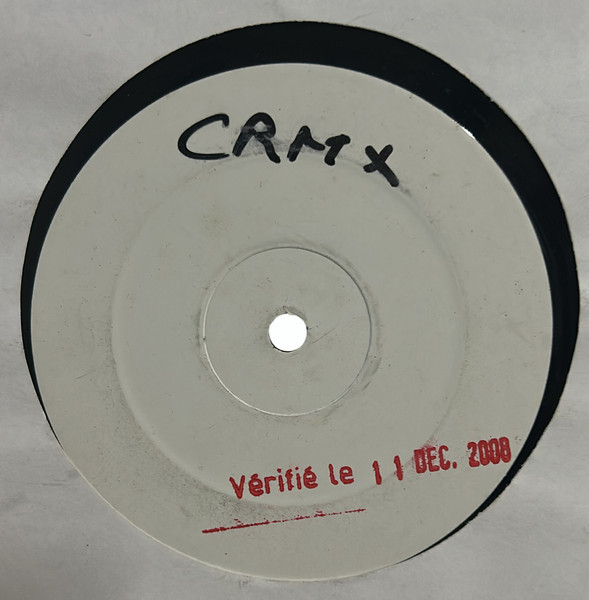 CRMX
Vérifié le 11 DEC. 2008